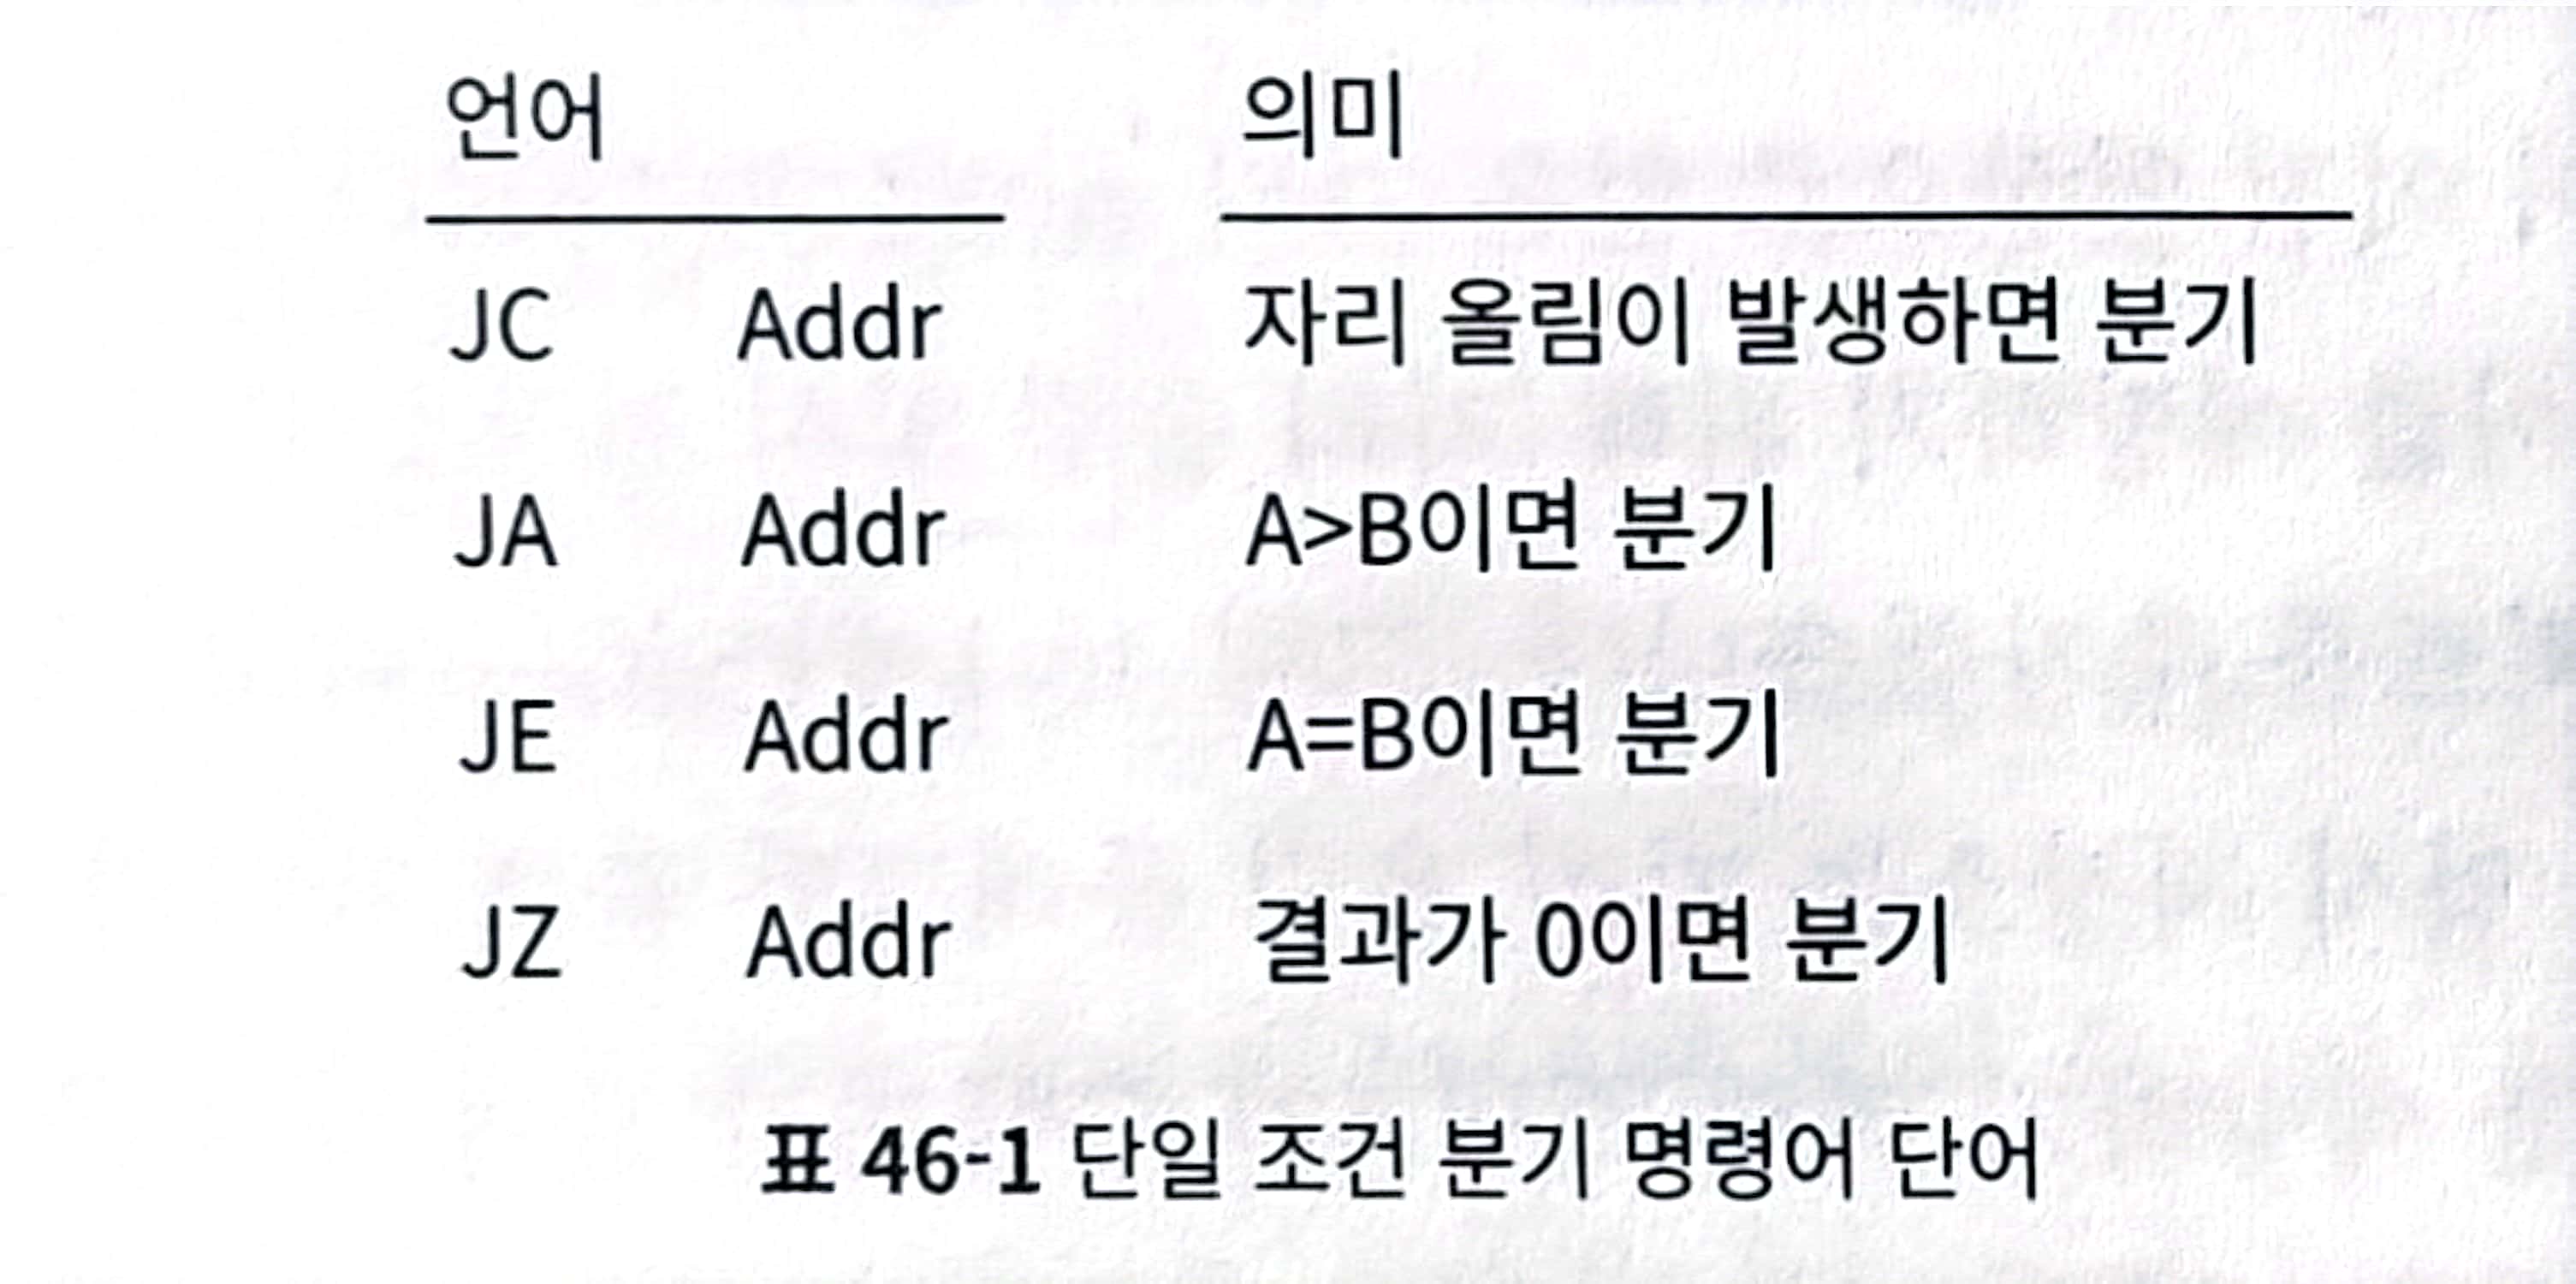 언어 의미
JC Addr 자리 올림이 발생하면 분기
JA Addr A>B이면 분기
JE Addr A=B이면 분기
JZ Addr 결과가 0이면 분기
표 46-1 단일 조건 분기 명령어 단어